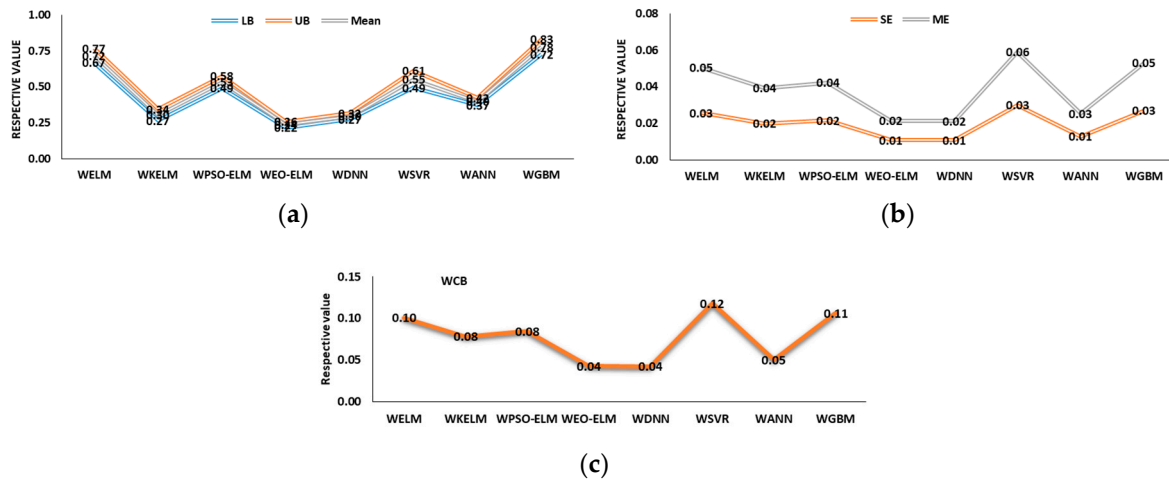 (a)
LB UB Mean
RESPECTIVE VALUE
1.00
0.75
0.50
0.25
0.00
0.77
0.72
0.67
0.34
0.30
0.27
0.58
0.53
0.49
0.26
0.22
0.32
0.30
0.27
0.61
0.55
0.49
0.42
0.40
0.37
0.83
0.78
0.72
WELM WKELM WPSO-ELM WEO-ELM WDNN WSVR WANN WGBM
(a)
SE ME
RESPECTIVE VALUE
0.08
0.06
0.04
0.02
0.00
0.05 0.04 0.04 0.02 0.02 0.06 0.03 0.05
0.03 0.02 0.02 0.01 0.01 0.03 0.01 0.03
WELM WKELM WPSO-ELM WEO-ELM WDNN WSVR WANN WGBM
(b)
WCB
Respective value
0.15
0.10
0.05
0.00
0.10 0.08 0.08 0.04 0.04 0.12 0.05 0.11
WELM WKELM WPSO-ELM WEO-ELM WDNN WSVR WANN WGBM
(c)